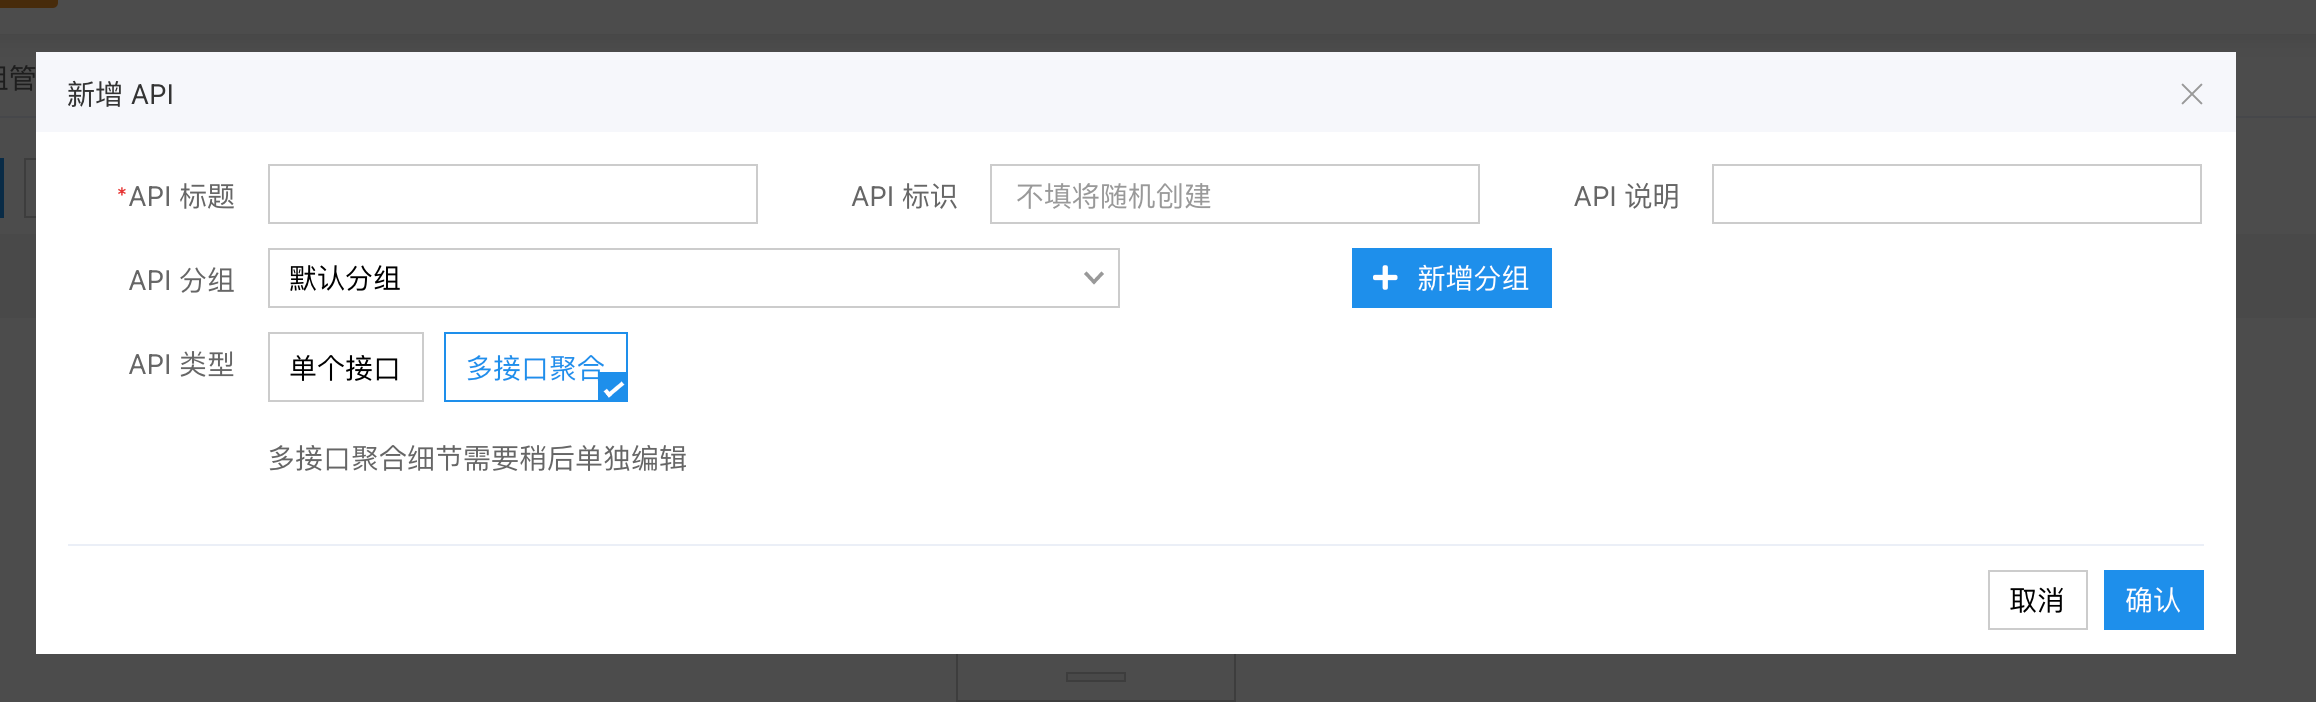 新增 API
*API 标题
API 标识 不填将随机创建
API 说明
API 分组 默认分组
新增分组
API 类型 单个接口 多接口聚合
多接口聚合细节需要稍后单独编辑
取消 确认